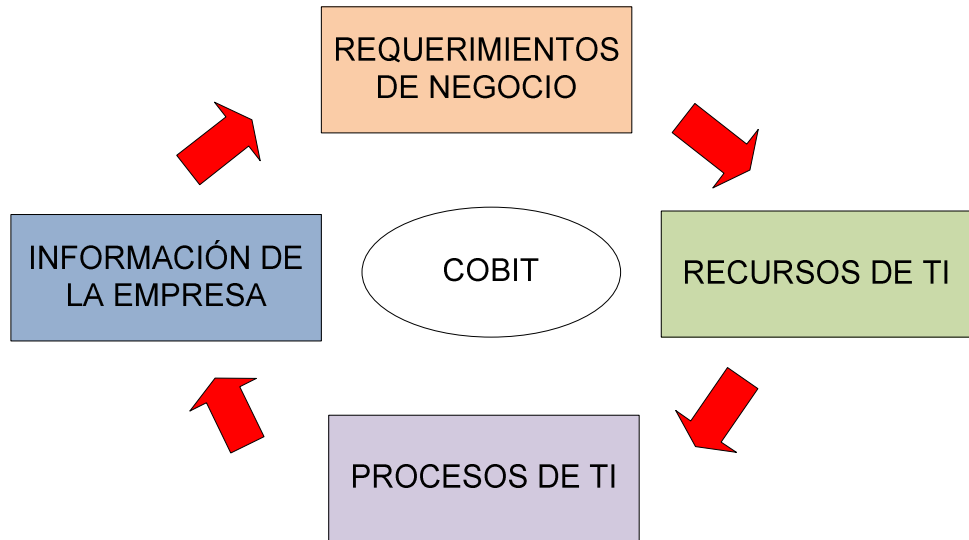 REQUERIMIENTOS
DE NEGOCIO
INFORMACIÓN DE
LA EMPRESA
COBIT
RECURSOS DE TI
PROCESOS DE TI